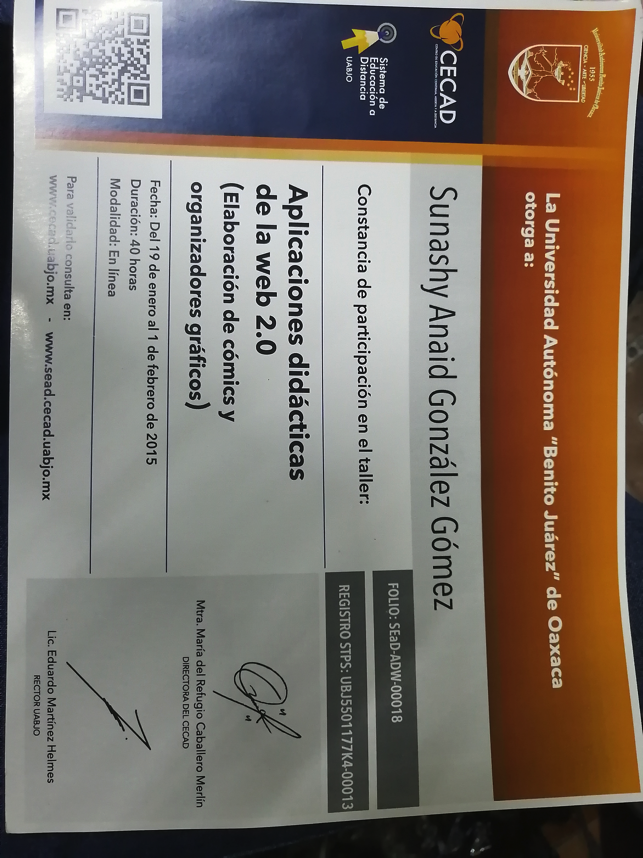 La Universidad Autónoma "Benito Juárez" de Oaxaca
otorga a:
CIENCIA · ARTE · LIBERTAD
1955
CECAD
Sistema de
Educación a
Distancia
UABJO
Sunashy Anaid González Gómez
Constancia de participación en el taller:
Aplicaciones didácticas
de la web 2.0
(Elaboración de cómics y
organizadores gráficos)
Fecha: Del 19 de enero al 1 de febrero de 2015
Duración: 40 horas
Modalidad: En línea
Para validarlo consulta en:
www.cecad.uabjo.mx - www.sead.cecad.uabjo.mx
FOLIO: SEaD-ADW-00018
REGISTRO STPS: UBJ5501177K4-00013
Mtra. María del Refugio Caballero Merlin
DIRECTORA DEL CECAD
Lic. Eduardo Martínez Helmes
RECTOR UABJO